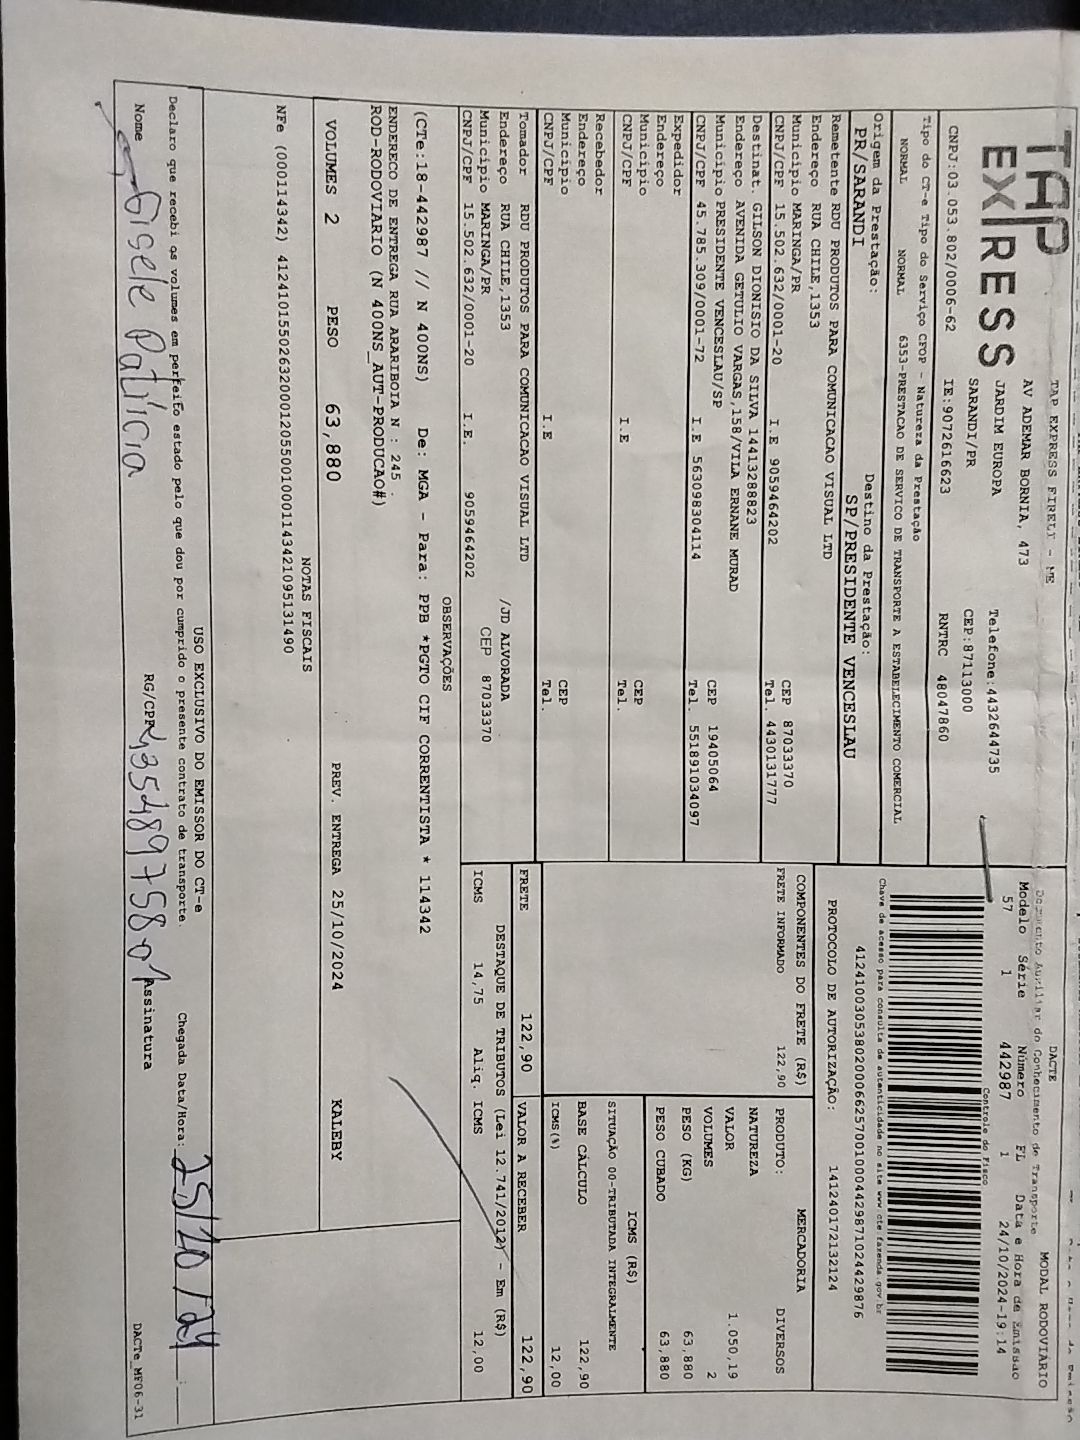 TAP EXPRESS EIRELI - ME
TAP
EXPRESS
AV ADEMAR BORNIA, 473
JARDIM EUROPA
SARANDI/PR
Telefone:4432644735
CEP:87113000
CNPJ:03.053.802/0006-62
IE:9072616623
RNTRC 48047860
Tipo do CT-e Tipo do Serviço CFOP - Natureza da Prestação
NORMAL NORMAL 6353-PRESTACAO DE SERVICO DE TRANSPORTE A ESTABELECIMENTO COMERCIAL
Origem da Prestação: Destino da Prestação:
PR/SARANDI SP/PRESIDENTE VENCESLAU
DACTE
MODAL RODOVIÁRIO
Documento Auxiliar do Conhecimento de Transporte
Modelo Série Número FL Data e Hora de Emissao
57 1 442987 1 24/10/2024-19:14
Controle do Fisco
Chave de acesso para consulta de autenticidade no site www.cte.fazenda.gov.br
41241003053802000662570010004429871024429876
PROTOCOLO DE AUTORIZAÇÃO: 141240172132124
Remetente RDU PRODUTOS PARA COMUNICACAO VISUAL LTD
Endereço RUA CHILE,1353
Município MARINGA/PR CEP 87033370
CNPJ/CPF 15.502.632/0001-20 I.E 9059464202 Tel. 4430131777
Destinat. GILSON DIONISIO DA SILVA 14413288823
Endereço AVENIDA GETULIO VARGAS,158/VILA ERNANE MURAD
Município PRESIDENTE VENCESLAU/SP CEP 19405064
CNPJ/CPF 45.785.309/0001-72 I.E 563098304114 Tel. 5518910340​97
Expedidor
Endereço
Município CEP
CNPJ/CPF I.E Tel.
Recebedor
Endereço
Município CEP
CNPJ/CPF I.E Tel.
Tomador RDU PRODUTOS PARA COMUNICACAO VISUAL LTD
Endereço RUA CHILE,1353 /JD ALVORADA
Município MARINGA/PR CEP 87033370
CNPJ/CPF 15.502.632/0001-20 I.E. 9059464202
COMPONENTES DO FRETE (R$)
FRETE INFORMADO 122,90
MERCADORIA
PRODUTO: DIVERSOS
NATUREZA
VALOR 1.050,19
VOLUMES 2
PESO (KG) 63,880
PESO CUBADO 63,880
ICMS (R$)
SITUAÇÃO 00-TRIBUTADA INTEGRALMENTE
BASE CÁLCULO 122,90
ICMS (%) 12,00
FRETE 122,90 VALOR A RECEBER 122,90
DESTAQUE DE TRIBUTOS (Lei 12.741/2012) - Em (R$)
ICMS 14,75 Aliq. ICMS 12,00
OBSERVAÇÕES
(CTe:18-442987 // N 400NS) De: MGA - Para: PPB *PGTO CIF CORRENTISTA * 114342
ENDERECO DE ENTREGA RUA ARARIBOIA N : 245 .
ROD-RODOVIARIO (N 400NS_AUT-PRODUCAO#)
VOLUMES 2 PESO 63,880 PREV. ENTREGA 25/10/2024 KALEBY
NOTAS FISCAIS
NFe (000114342) 41241015502632000120550010001143421095131490
USO EXCLUSIVO DO EMISSOR DO CT-e
Declaro que recebi os volumes em perfeito estado pelo que dou por cumprido o presente contrato de transporte. Chegada Data/Hora: 25/10/24 :
Nome Gisele Patrícia RG/CPF Assinatura
DACTe_MF06-31